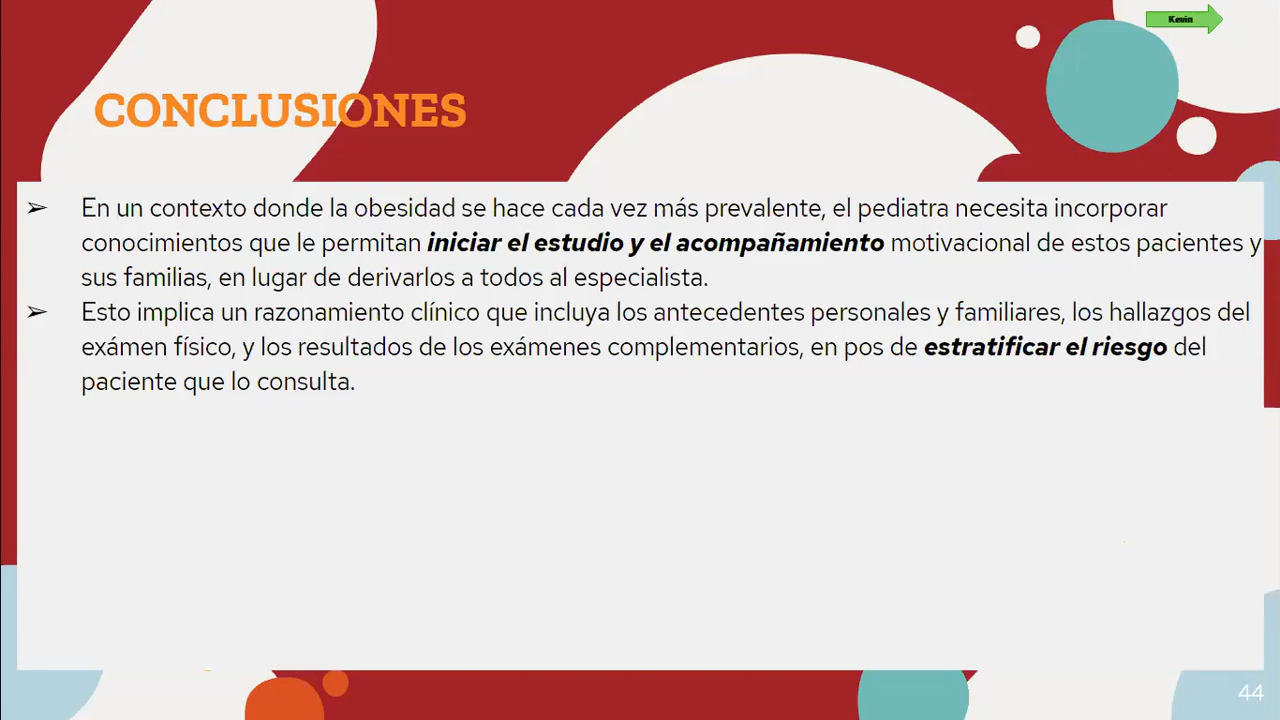 Kevin
CONCLUSIONES
➢ En un contexto donde la obesidad se hace cada vez más prevalente, el pediatra necesita incorporar
conocimientos que le permitan iniciar el estudio y el acompañamiento motivacional de estos pacientes y
sus familias, en lugar de derivarlos a todos al especialista.
➢ Esto implica un razonamiento clínico que incluya los antecedentes personales y familiares, los hallazgos del
exámen físico, y los resultados de los exámenes complementarios, en pos de estratificar el riesgo del
paciente que lo consulta.
44